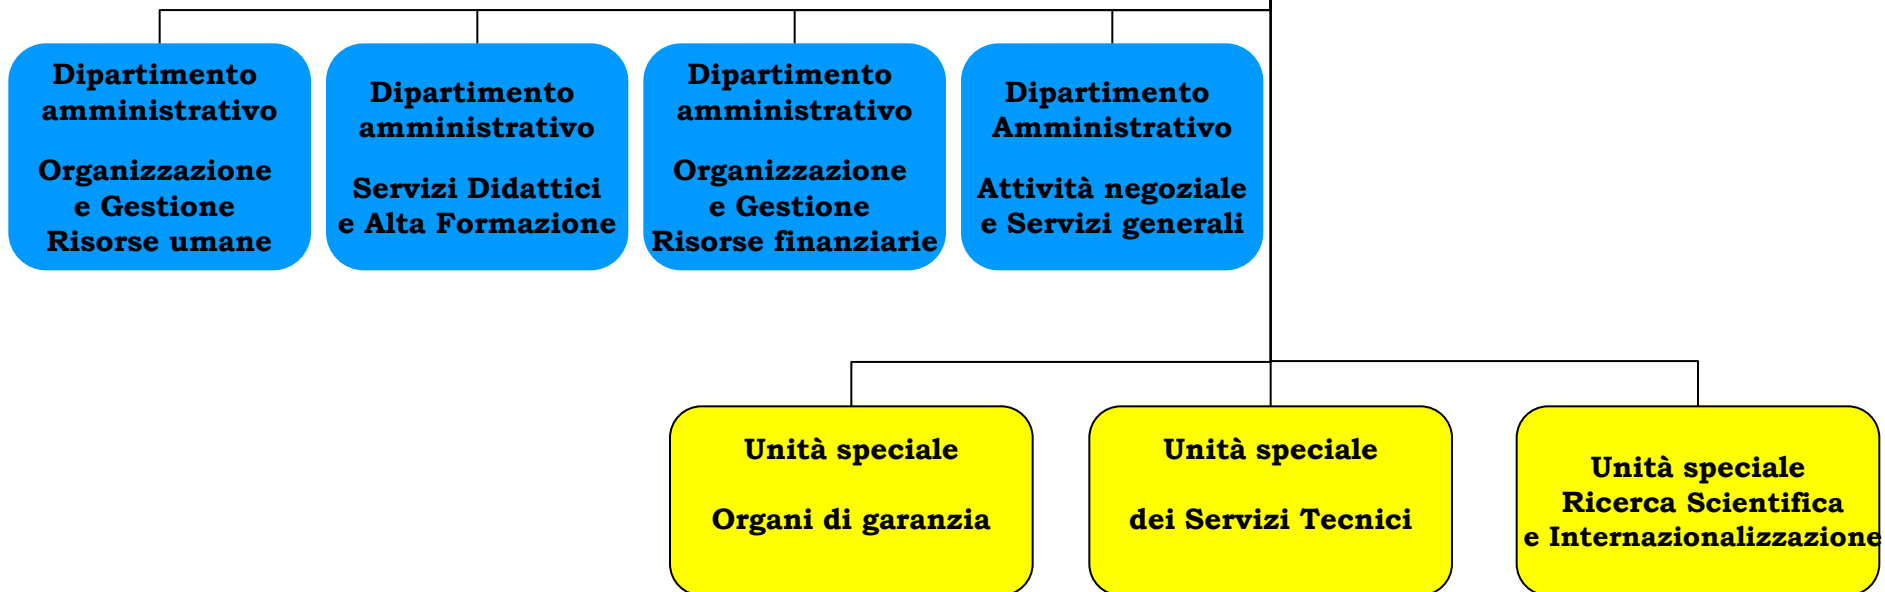 Dipartimento
amministrativo
Organizzazione
e Gestione
Risorse umane
Dipartimento
amministrativo
Servizi Didattici
e Alta Formazione
Dipartimento
amministrativo
Organizzazione
e Gestione
Risorse finanziarie
Dipartimento
Amministrativo
Attività negoziale
e Servizi generali
Unità speciale
Organi di garanzia
Unità speciale
dei Servizi Tecnici
Unità speciale
Ricerca Scientifica
e Internazionalizzazione